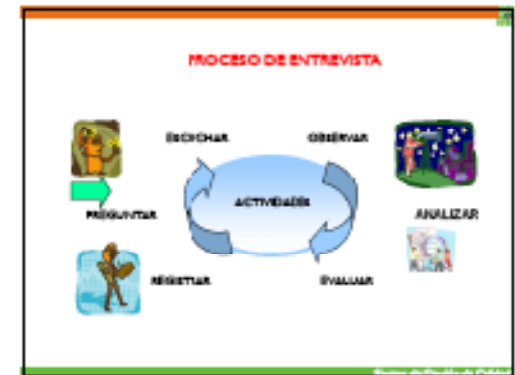 PROCESO DE ENTREVISTA
ESCUCHAR
OBSERVAR
ACTIVIDADES
PREGUNTAR
ANALIZAR
REGISTRAR
EVALUAR